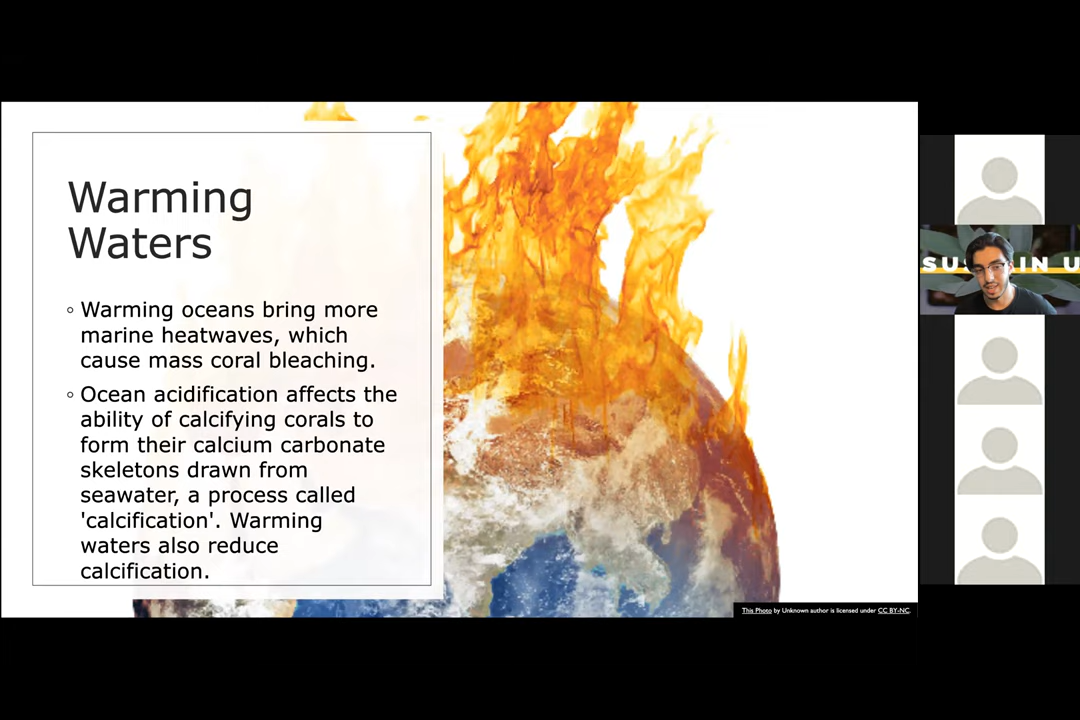 Warming
Waters
◦ Warming oceans bring more
marine heatwaves, which
cause mass coral bleaching.
◦ Ocean acidification affects the
ability of calcifying corals to
form their calcium carbonate
skeletons drawn from
seawater, a process called
'calcification'. Warming
waters also reduce
calcification.
This Photo by Unknown author is licensed under CC BY-NC.
IN U